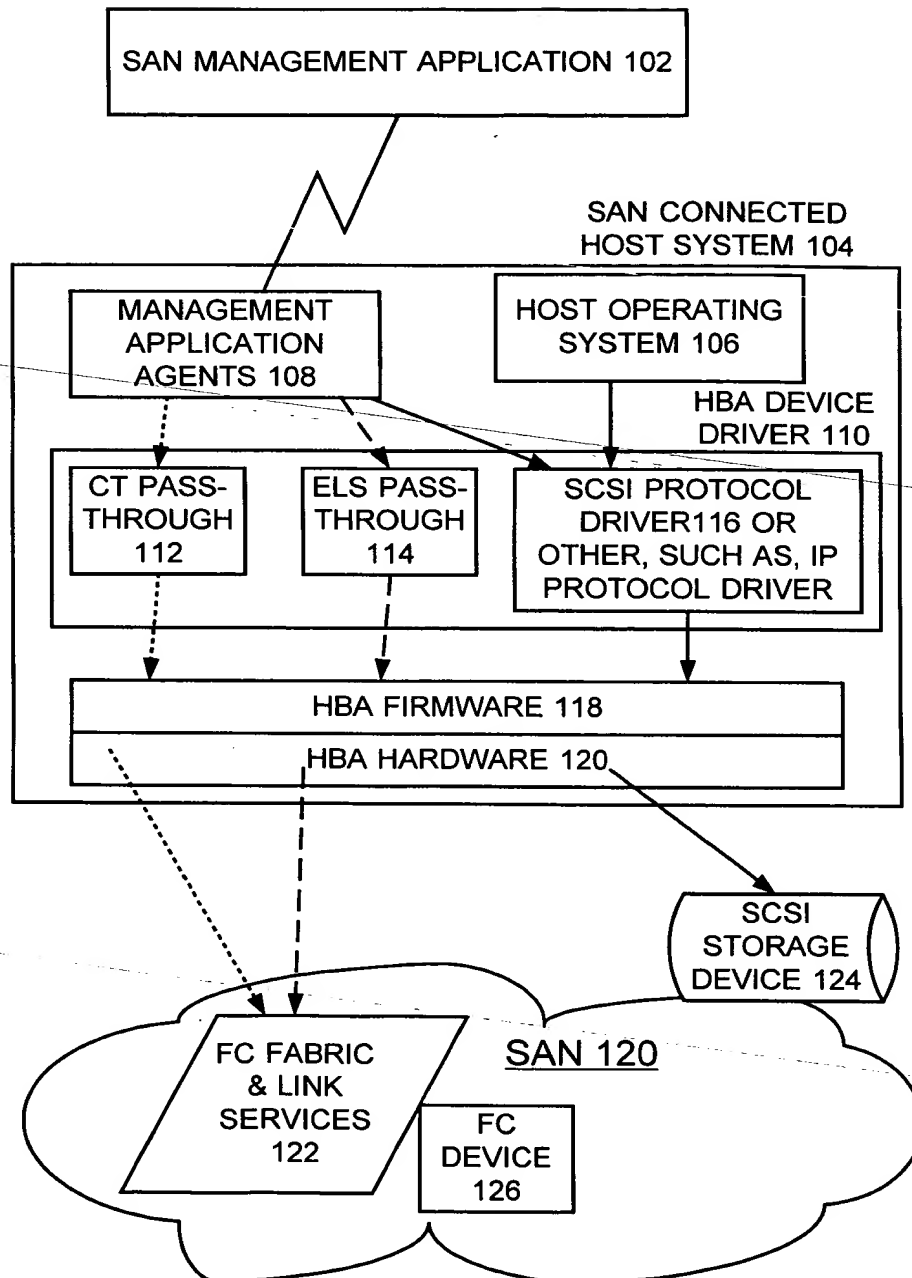 SAN MANAGEMENT APPLICATION 102
SAN CONNECTED
HOST SYSTEM 104
MANAGEMENT
APPLICATION
AGENTS 108
HOST OPERATING
SYSTEM 106
HBA DEVICE
DRIVER 110
CT PASS-
THROUGH
112
ELS PASS-
THROUGH
114
SCSI PROTOCOL
DRIVER116 OR
OTHER, SUCH AS, IP
PROTOCOL DRIVER
HBA FIRMWARE 118
HBA HARDWARE 120
SCSI
STORAGE
DEVICE 124
SAN 120
FC FABRIC
& LINK
SERVICES
122
FC
DEVICE
126